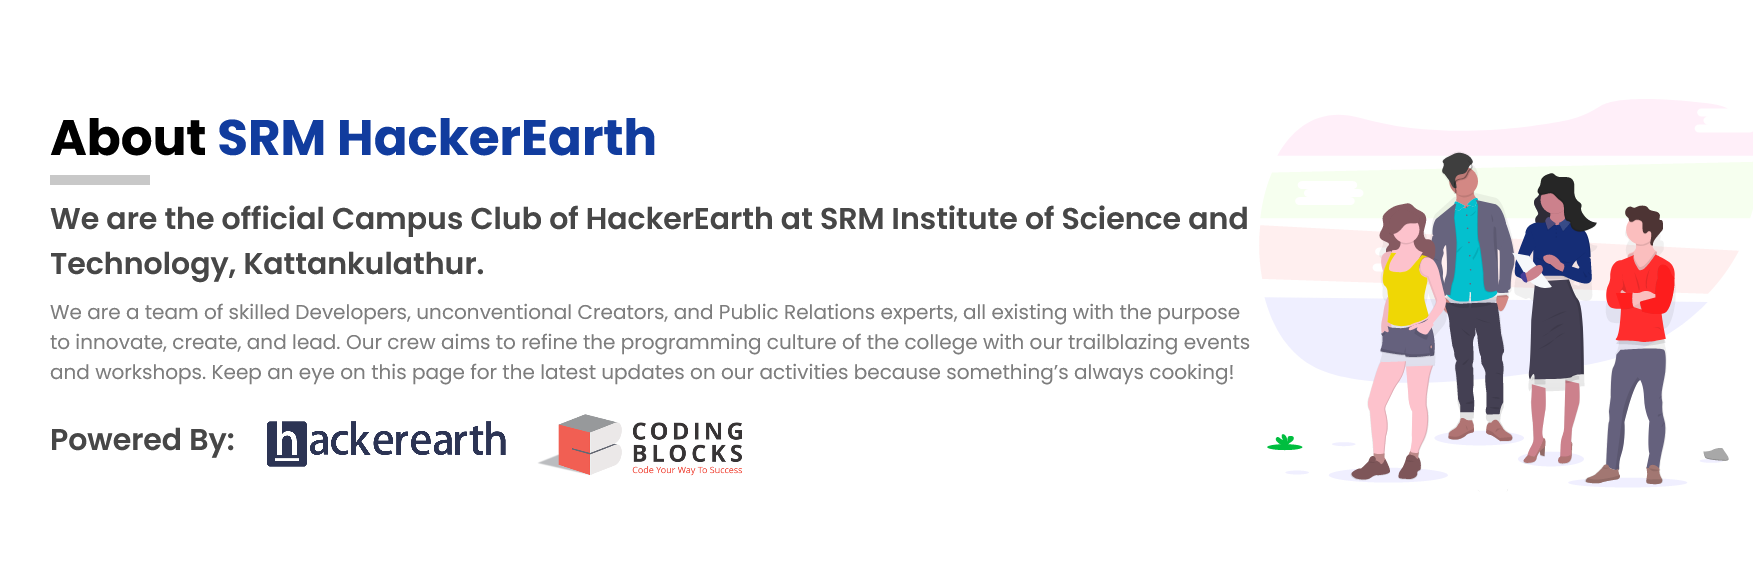 About SRM HackerEarth
We are the official Campus Club of HackerEarth at SRM Institute of Science and
Technology, Kattankulathur.
We are a team of skilled Developers, unconventional Creators, and Public Relations experts, all existing with the purpose
to innovate, create, and lead. Our crew aims to refine the programming culture of the college with our trailblazing events
and workshops. Keep an eye on this page for the latest updates on our activities because something’s always cooking!
Powered By: hackerearth
CODING
BLOCKS
Code Your Way To Success